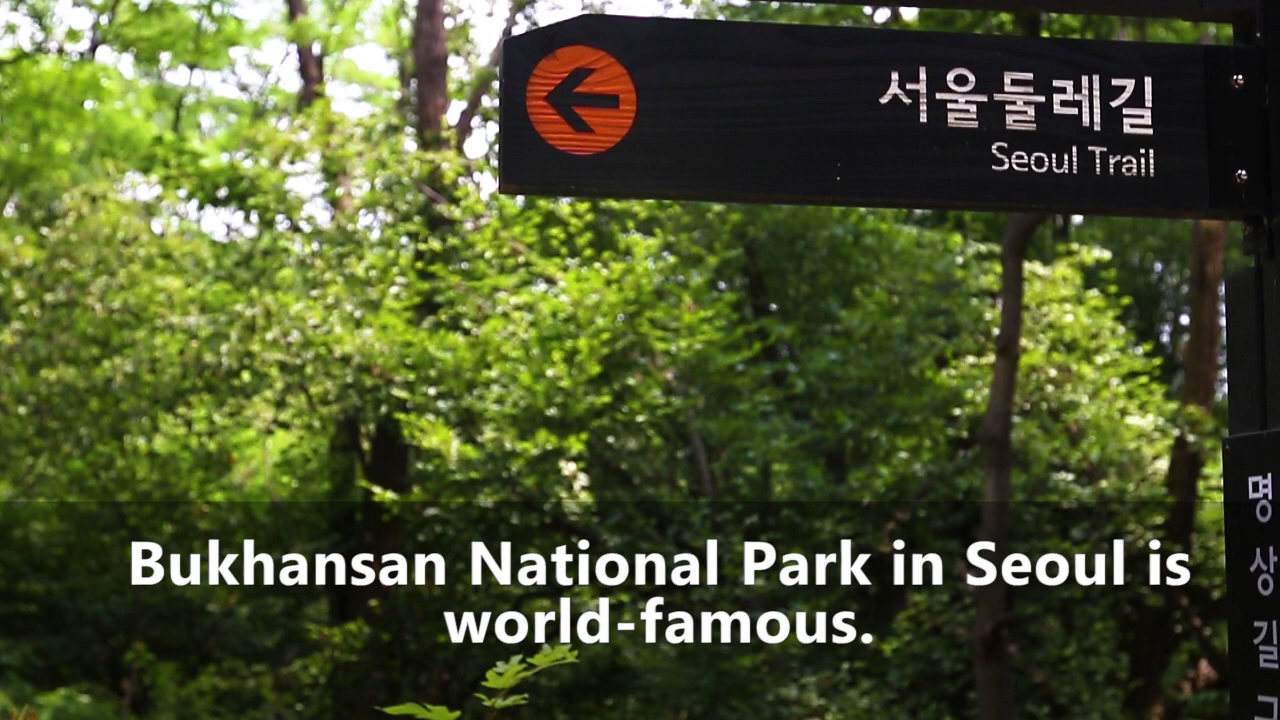 서울둘레길
Seoul Trail
명상길
Bukhansan National Park in Seoul is
world-famous.